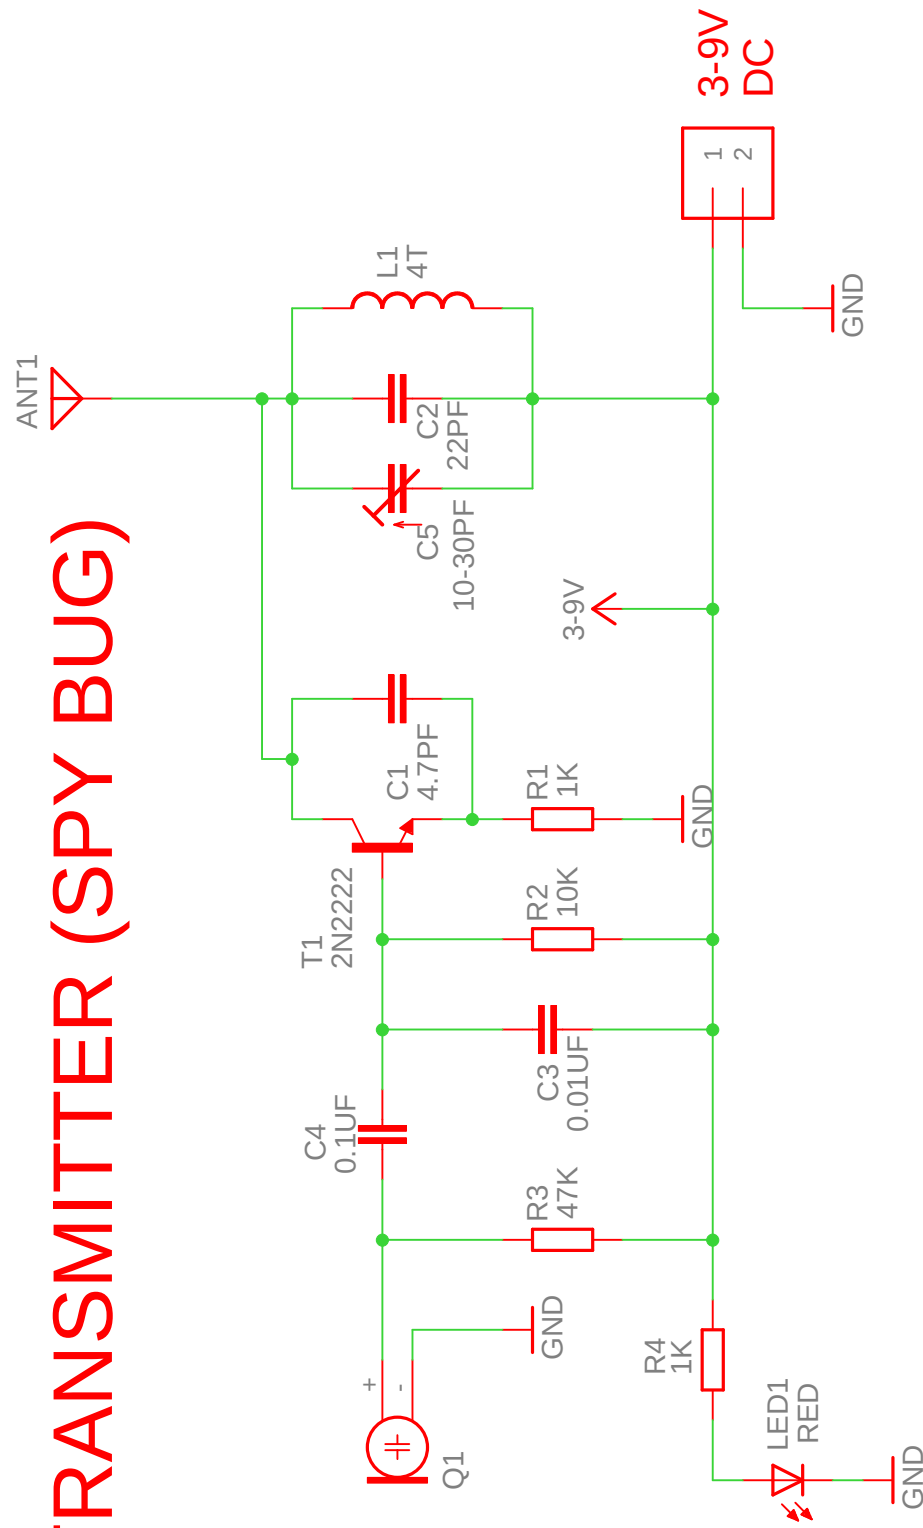 TRANSMITTER (SPY BUG)
ANT1
L1
4T
C2
22PF
C5
10-30PF
3-9V
DC
1
2
GND
3-9V
C1
4.7PF
R1
1K
GND
T1
2N2222
R2
10K
C3
0.01UF
C4
0.1UF
R3
47K
+
-
Q1
GND
R4
1K
LED1
RED
GND